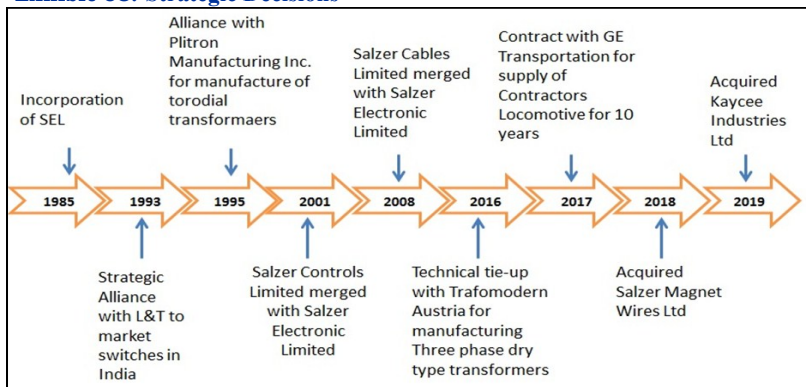 Incorporation
of SEL
Alliance with
Plitron
Manufacturing Inc.
for manufacture of
torodial
transformaers
Salzer Cables
Limited merged
with Salzer
Electronic
Limited
Contract with GE
Transportation for
supply of
Contractors
Locomotive for 10
years
Acquired
Kaycee
Industries
Ltd
1985
1993
1995
2001
2008
2016
2017
2018
2019
Strategic
Alliance
with L&T to
market
switches in
India
Salzer Controls
Limited merged
with Salzer
Electronic
Limited
Technical tie-up
with Trafomodern
Austria for
manufacturing
Three phase dry
type transformers
Acquired
Salzer Magnet
Wires Ltd